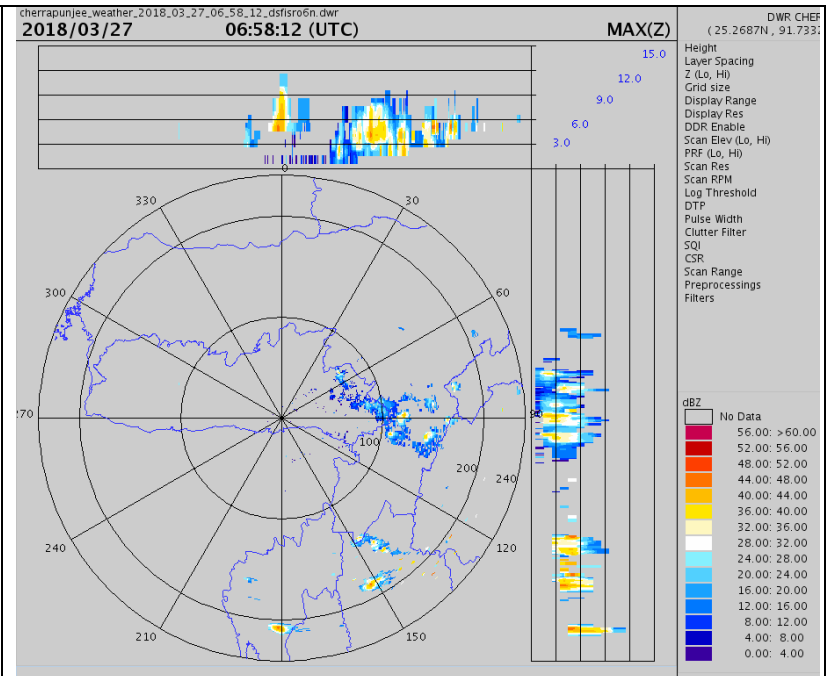 cherrapunjee_weather_2018_03_27_06_58_12_dsfisro6n.dwr
2018/03/27 06:58:12 (UTC) MAX(Z)
DWR CHER
(25.2687N, 91.7332
15.0
12.0
9.0
6.0
3.0
0
30
60
90
120
150
210
240
270
300
330
100
200
240
Height
Layer Spacing
Z (Lo, Hi)
Grid size
Display Range
Display Res
DDR Enable
Scan Elev (Lo, Hi)
PRF (Lo, Hi)
Scan Res
Scan RPM
Log Threshold
DTP
Pulse Width
Clutter Filter
SQI
CSR
Scan Range
Preprocessings
Filters
dBZ
No Data
56.00: >60.00
52.00: 56.00
48.00: 52.00
44.00: 48.00
40.00: 44.00
36.00: 40.00
32.00: 36.00
28.00: 32.00
24.00: 28.00
20.00: 24.00
16.00: 20.00
12.00: 16.00
8.00: 12.00
4.00: 8.00
0.00: 4.00